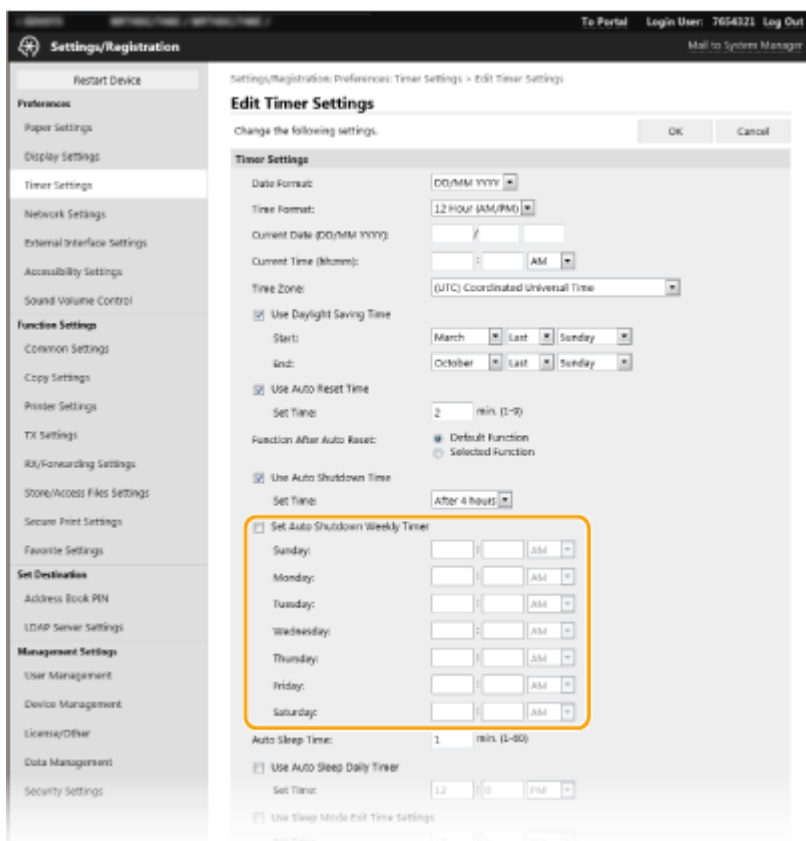 To Portal Login User: 7654321 Log Out
Settings/Registration
Mail to System Manager
Restart Device
Preferences
Paper Settings
Display Settings
Timer Settings
Network Settings
External Interface Settings
Accessibility Settings
Sound Volume Control
Function Settings
Common Settings
Copy Settings
Printer Settings
TX Settings
RX/Forwarding Settings
Store/Access Files Settings
Secure Print Settings
Favorite Settings
Set Destination
Address Book PIN
LDAP Server Settings
Management Settings
User Management
Device Management
License/Other
Data Management
Security Settings
Settings/Registration: Preferences: Timer Settings > Edit Timer Settings
Edit Timer Settings
Change the following settings.
OK Cancel
Timer Settings
Date Format: DD/MM YYYY
Time Format: 12 Hour (AM/PM)
Current Date (DD/MM YYYY): /
Current Time (hh:mm): : AM
Time Zone: (UTC) Coordinated Universal Time
Use Daylight Saving Time
Start: March Last Sunday
End: October Last Sunday
Use Auto Reset Time
Set Time: 2 min. (1-9)
Function After Auto Reset: Default Function
Selected Function
Use Auto Shutdown Time
Set Time: After 4 hours
Set Auto Shutdown Weekly Timer
Sunday: : AM
Monday: : AM
Tuesday: : AM
Wednesday: : AM
Thursday: : AM
Friday: : AM
Saturday: : AM
Auto Sleep Time: 1 min. (1-60)
Use Auto Sleep Daily Timer
Set Time: 12 : 0 PM
Use Sleep Mode Exit Time Settings